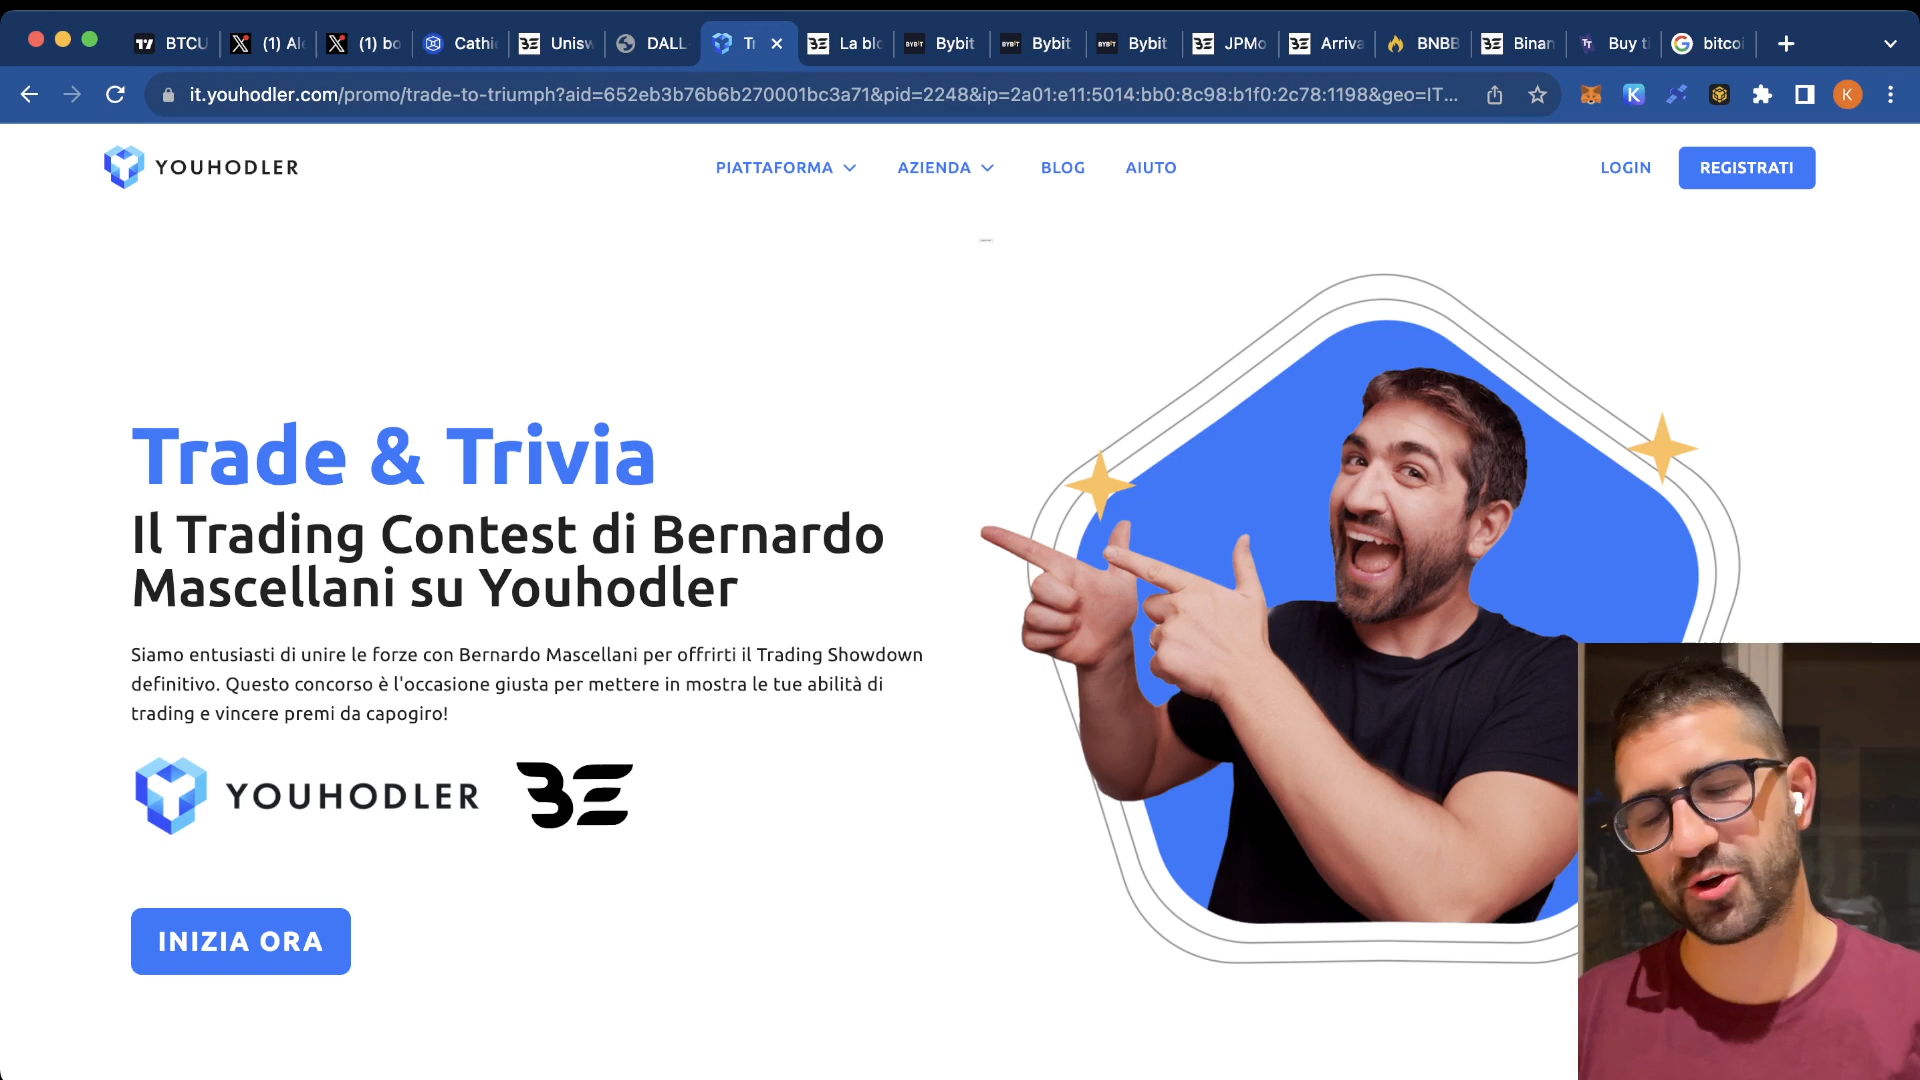 BTCU
(1) Al
(1) bo
Cathi
Unisw
DALL
Tr
La blo
Bybit
Bybit
Bybit
JPMo
Arriva
BNBB
Binan
Buy ti
bitcoi
it.youhodler.com/promo/trade-to-triumph?aid=652eb3b76b6b270001bc3a71&pid=2248&ip=2a01:e11:5014:bb0:8c98:b1f0:2c78:1198&geo=IT...
K
YOUHODLER
PIATTAFORMA
AZIENDA
BLOG
AIUTO
LOGIN
REGISTRATI
Trade & Trivia
Il Trading Contest di Bernardo
Mascellani su Youhodler
Siamo entusiasti di unire le forze con Bernardo Mascellani per offrirti il Trading Showdown
definitivo. Questo concorso è l'occasione giusta per mettere in mostra le tue abilità di
trading e vincere premi da capogiro!
YOUHODLER
BE
INIZIA ORA